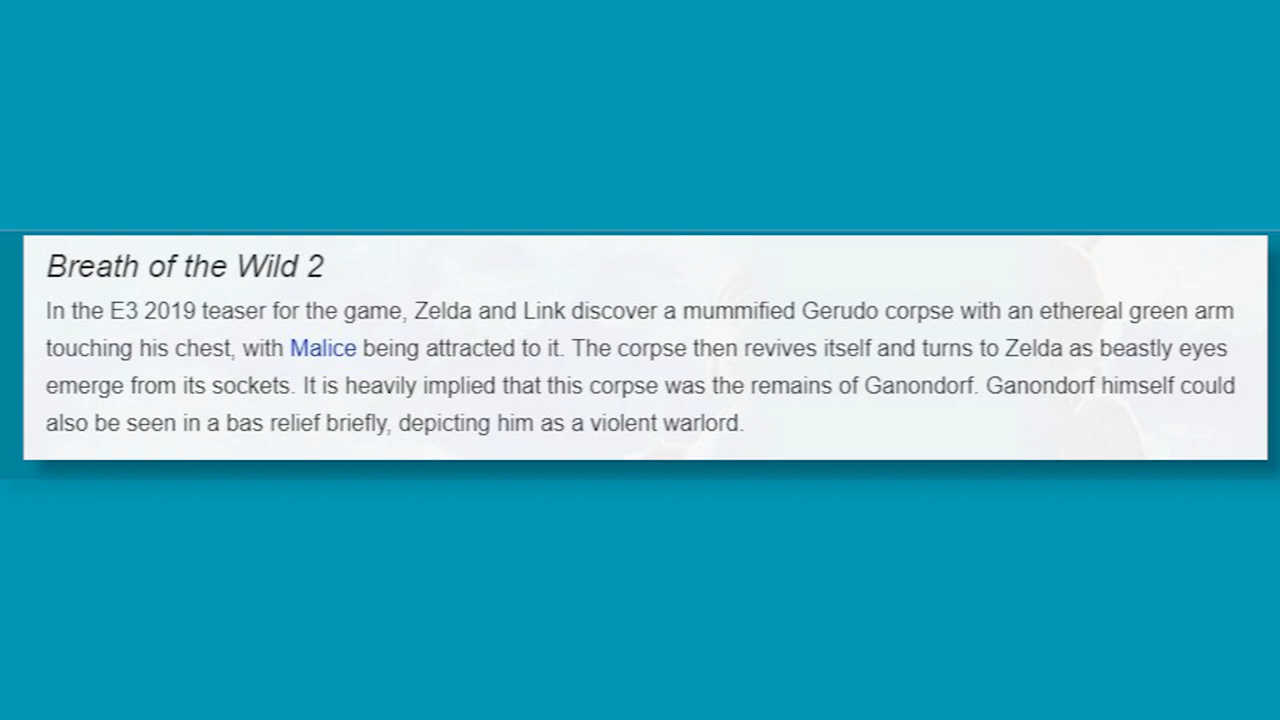 Breath of the Wild 2
In the E3 2019 teaser for the game, Zelda and Link discover a mummified Gerudo corpse with an ethereal green arm
touching his chest, with Malice being attracted to it. The corpse then revives itself and turns to Zelda as beastly eyes
emerge from its sockets. It is heavily implied that this corpse was the remains of Ganondorf. Ganondorf himself could
also be seen in a bas relief briefly, depicting him as a violent warlord.